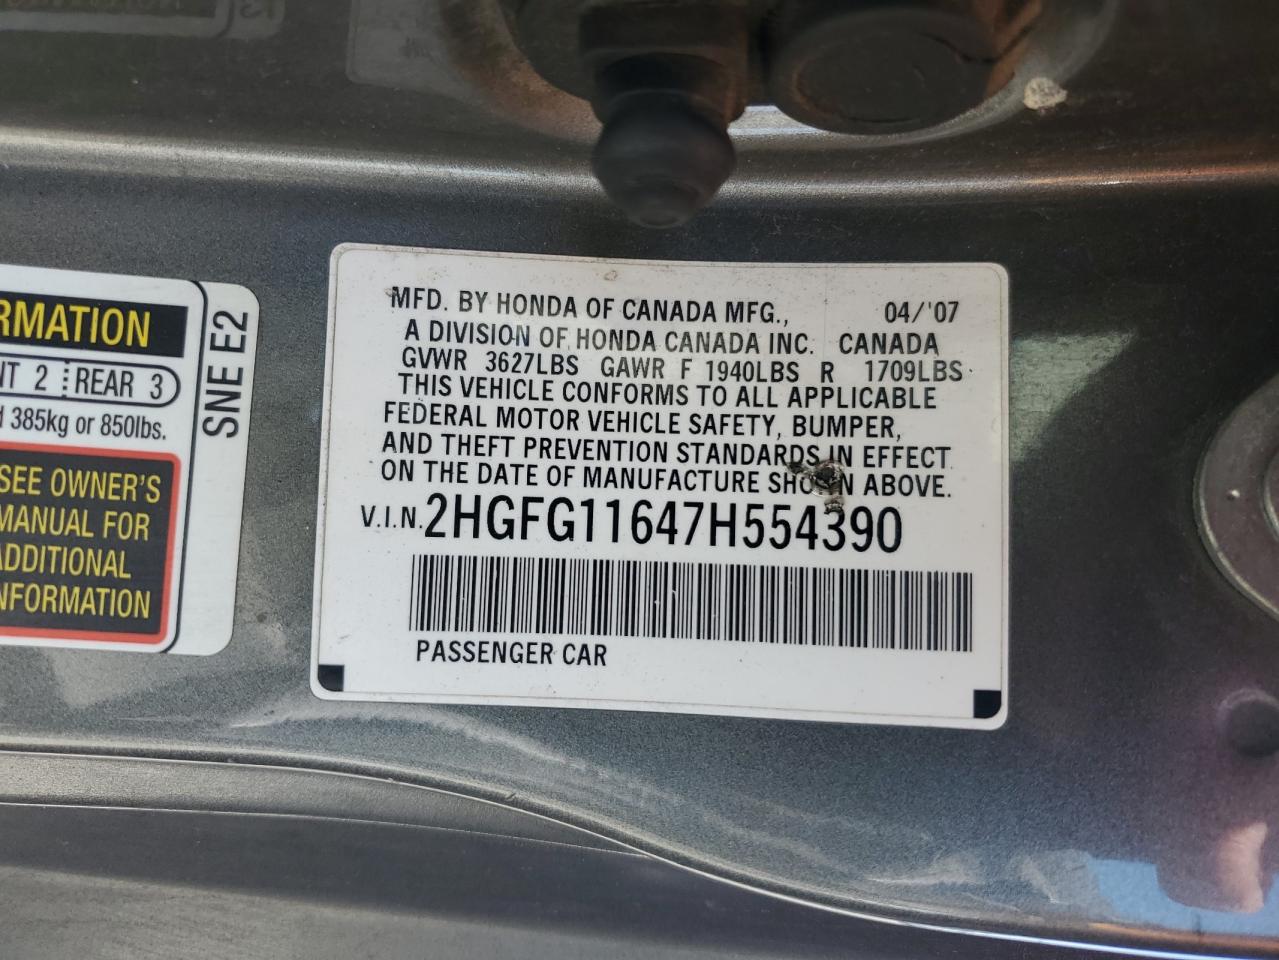 RMATION
NT 2 REAR 3
385kg or 850lbs.
SEE OWNER'S
MANUAL FOR
ADDITIONAL
INFORMATION
SNE E2
MFD. BY HONDA OF CANADA MFG., 04/'07
A DIVISION OF HONDA CANADA INC. CANADA
GVWR 3627LBS GAWR F 1940LBS R 1709LBS
THIS VEHICLE CONFORMS TO ALL APPLICABLE
FEDERAL MOTOR VEHICLE SAFETY, BUMPER,
AND THEFT PREVENTION STANDARDS IN EFFECT
ON THE DATE OF MANUFACTURE SHOWN ABOVE.
V.I.N. 2HGFG11647H554390
PASSENGER CAR